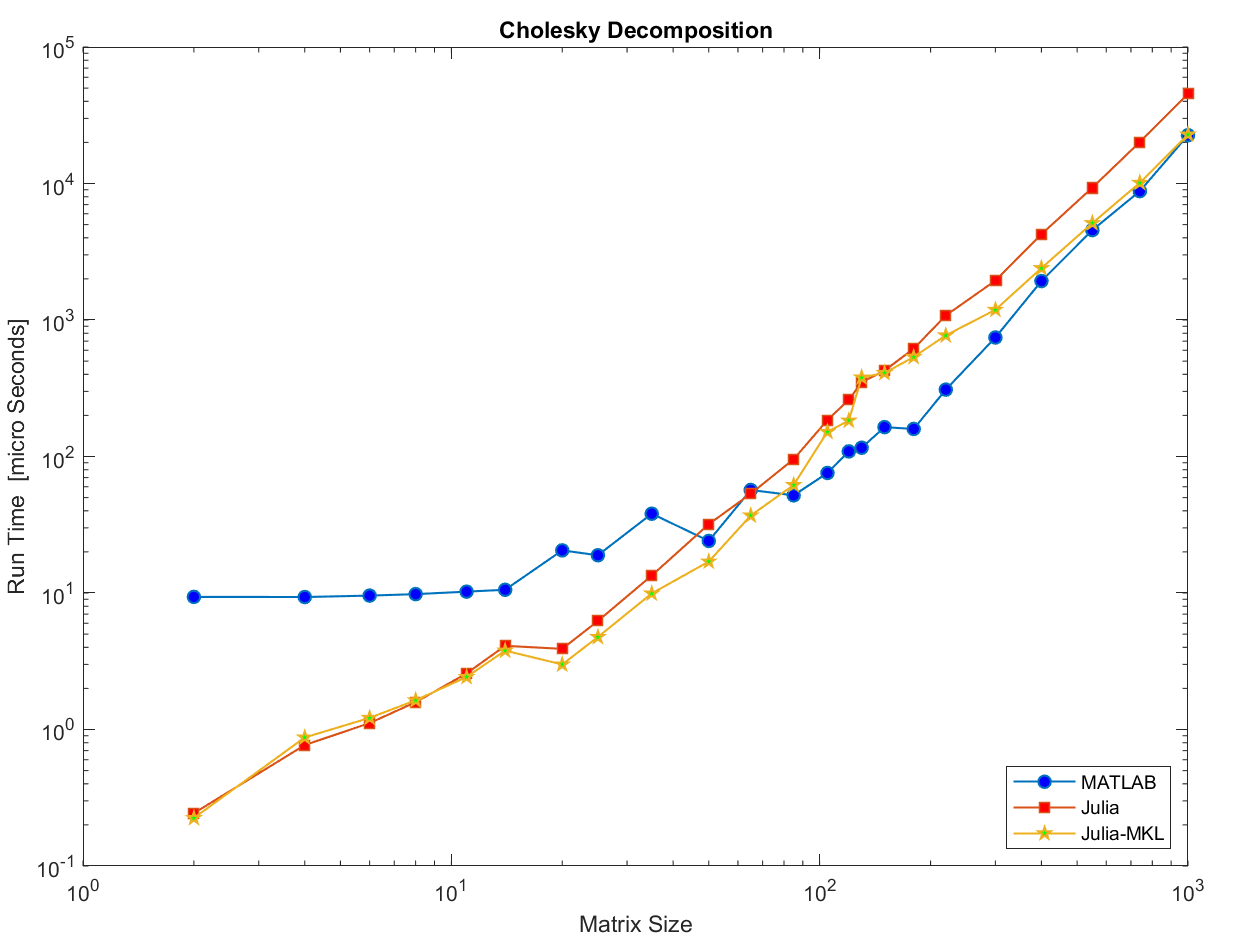 Cholesky Decomposition
10^5
10^4
10^3
10^2
10^1
10^0
10^-1
Run Time [micro Seconds]
10^0 10^1 10^2 10^3
Matrix Size
MATLAB
Julia
Julia-MKL